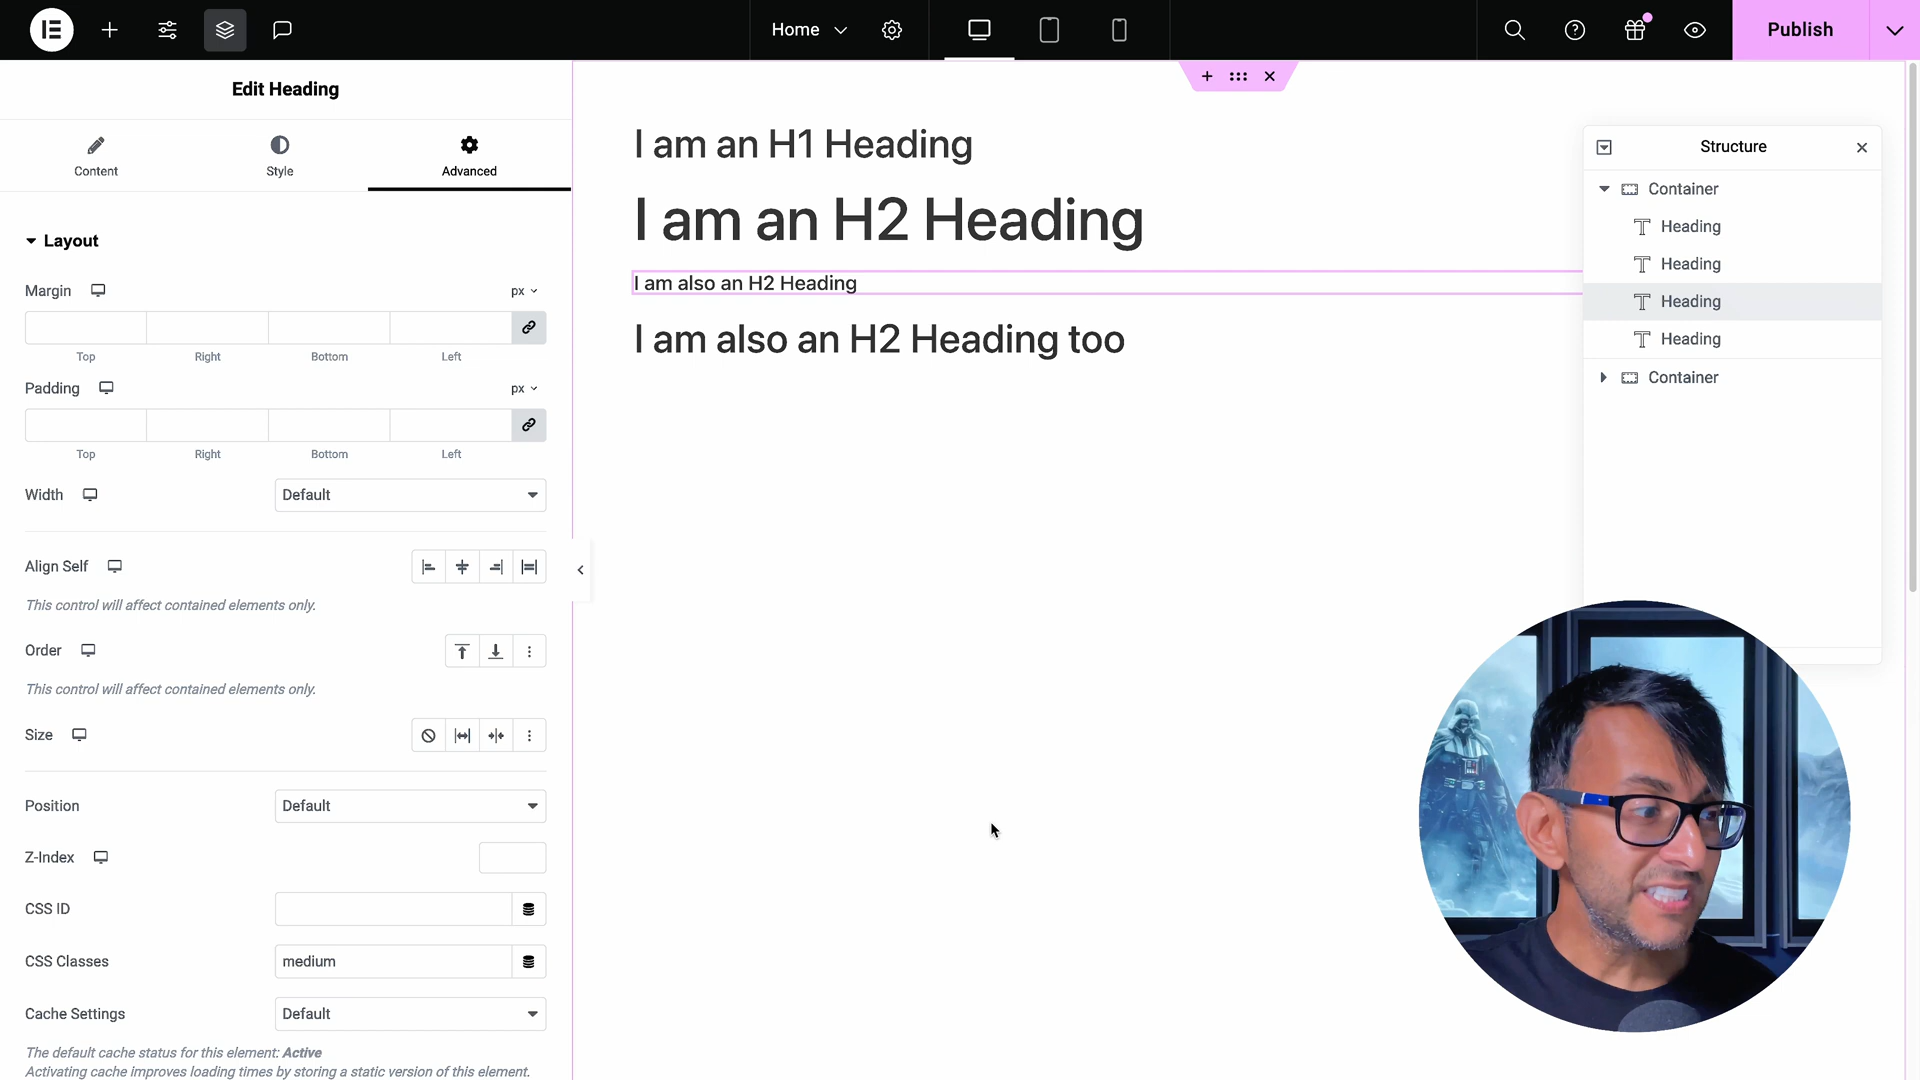 Home
Publish
Edit Heading
Content
Style
Advanced
Layout
Margin
px
Top
Right
Bottom
Left
Padding
px
Top
Right
Bottom
Left
Width
Default
Align Self
This control will affect contained elements only.
Order
This control will affect contained elements only.
Size
Position
Default
Z-Index
CSS ID
CSS Classes
medium
Cache Settings
Default
The default cache status for this element: Active
Activating cache improves loading times by storing a static version of this element.
I am an H1 Heading
I am an H2 Heading
I am also an H2 Heading
I am also an H2 Heading too
Structure
Container
Heading
Heading
Heading
Heading
Container